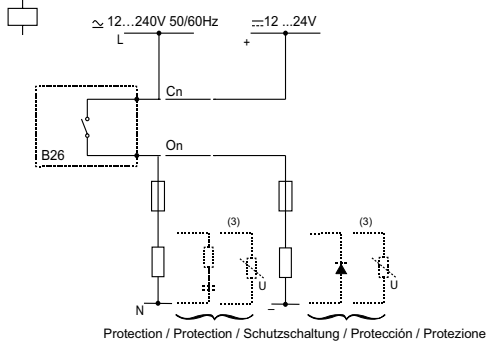 ≃ 12...240V 50/60Hz
⎓12 ...24V
L
+
Cn
On
B26
(3)
(3)
U
U
N
–
Protection / Protection / Schutzschaltung / Protección / Protezione